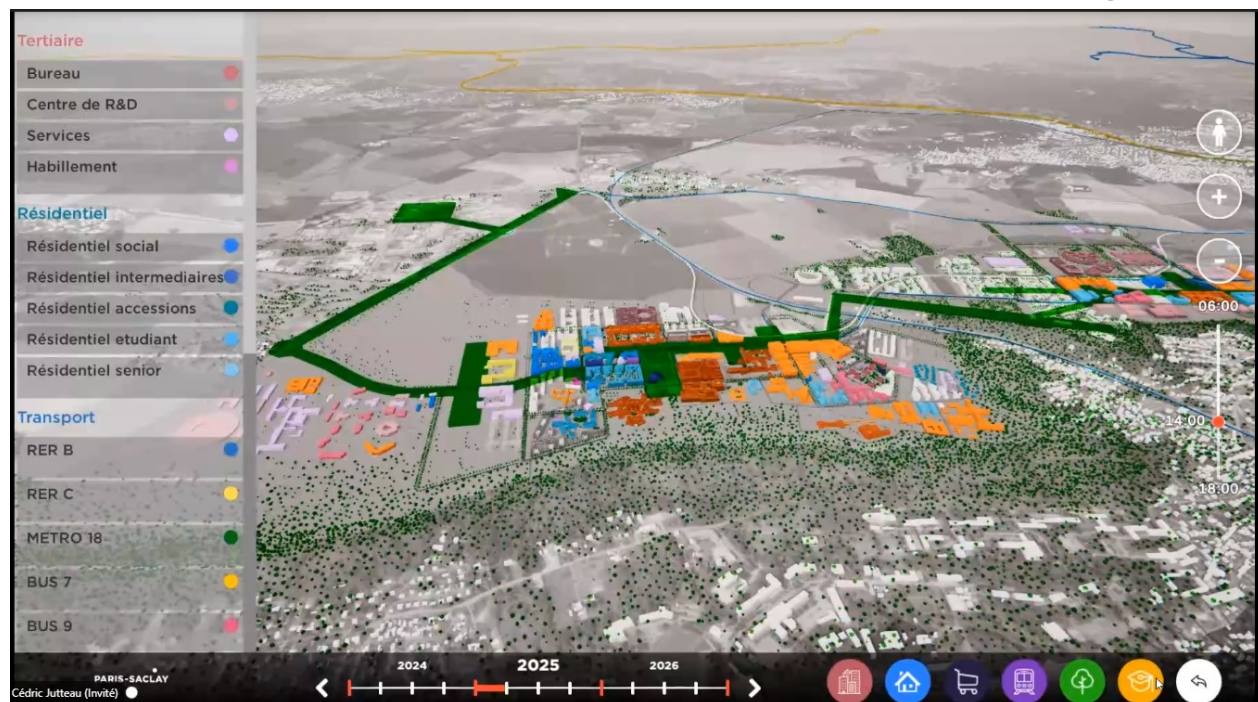 Tertiaire
Bureau
Centre de R&D
Services
Habillement
Résidentiel
Résidentiel social
Résidentiel intermediaires
Résidentiel accessions
Résidentiel etudiant
Résidentiel senior
Transport
RER B
RER C
METRO 18
BUS 7
BUS 9
+
-
06:00
14:00
18:00
PARIS-SACLAY
Cédric Jutteau (Invité)
2024
2025
2026